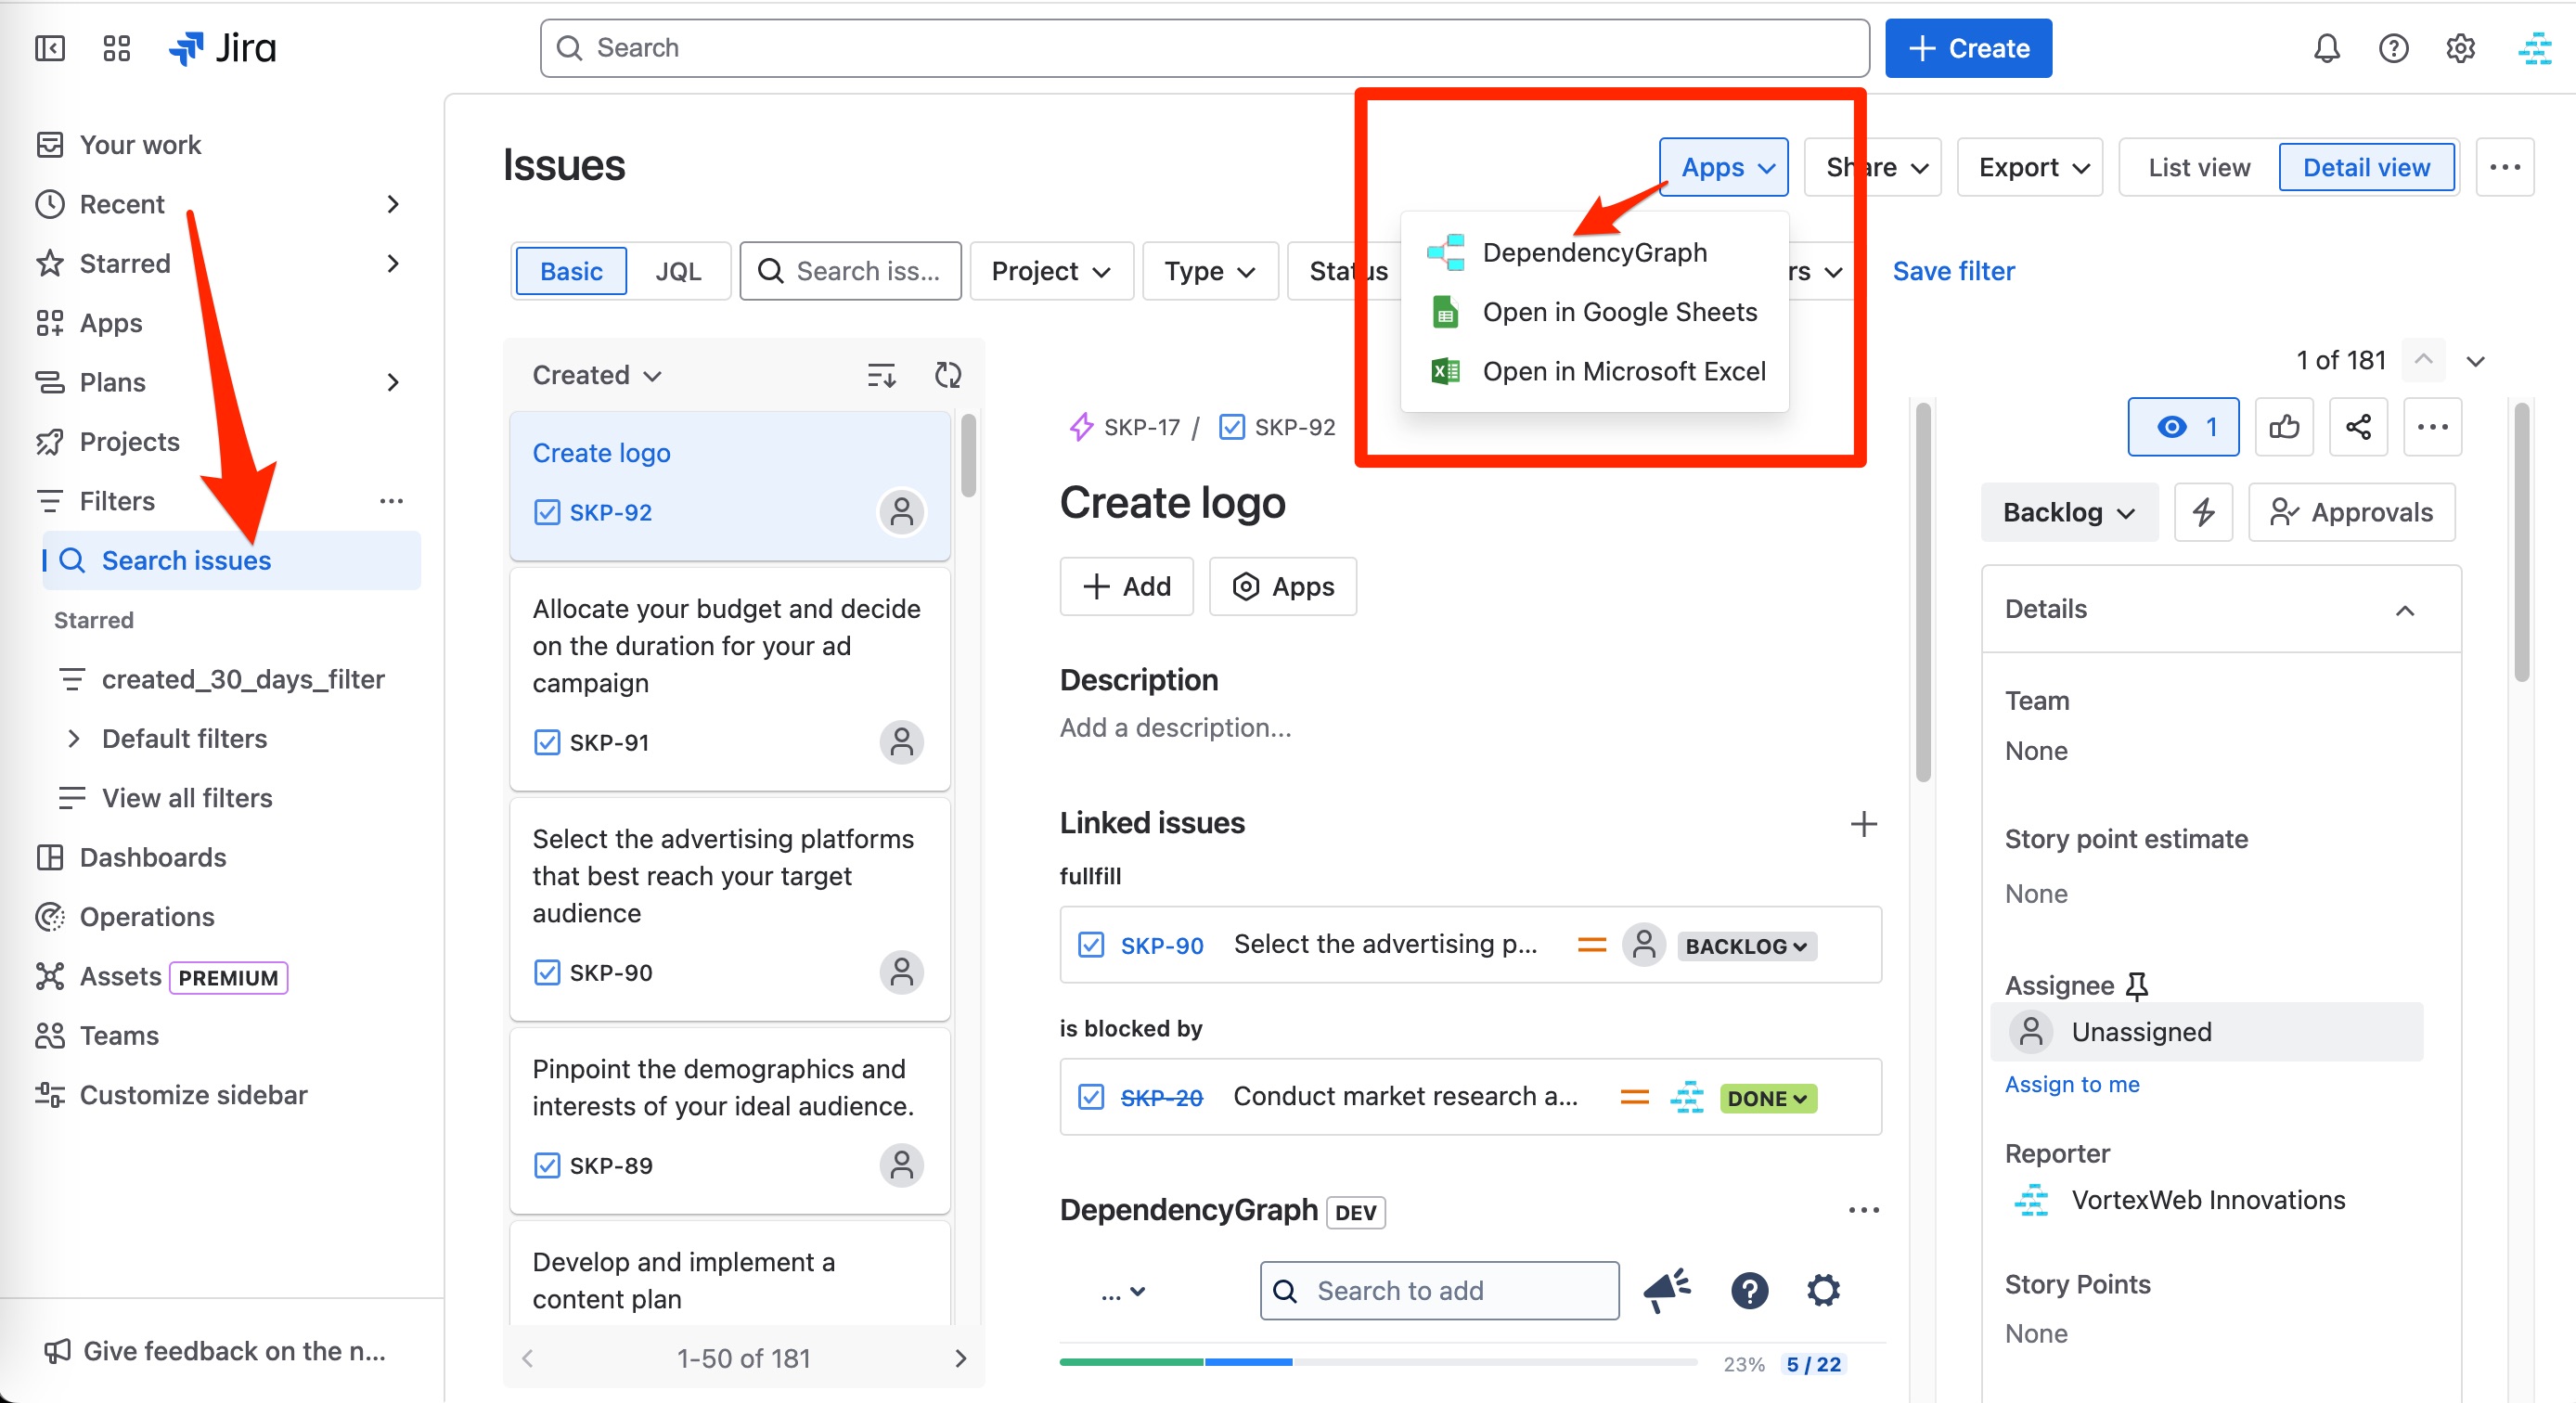 Jira
Search
Create
Your work
Recent
Starred
Apps
Plans
Projects
Filters
Search issues
Starred
created_30_days_filter
Default filters
View all filters
Dashboards
Operations
Assets PREMIUM
Teams
Customize sidebar
Give feedback on the n...
Issues
Apps
Share
Export
List view
Detail view
DependencyGraph
Open in Google Sheets
Open in Microsoft Excel
Basic
JQL
Search iss...
Project
Type
Status
rs
Save filter
Created
Create logo
SKP-92
Allocate your budget and decide
on the duration for your ad
campaign
SKP-91
Select the advertising platforms
that best reach your target
audience
SKP-90
Pinpoint the demographics and
interests of your ideal audience.
SKP-89
Develop and implement a
content plan
1-50 of 181
SKP-17 / SKP-92
Create logo
Add
Apps
Description
Add a description...
Linked issues
fullfill
SKP-90 Select the advertising p... BACKLOG
is blocked by
SKP-20 Conduct market research a... DONE
DependencyGraph DEV
...
Search to add
23% 5 / 22
1 of 181
1
Backlog
Approvals
Details
Team
None
Story point estimate
None
Assignee
Unassigned
Assign to me
Reporter
VortexWeb Innovations
Story Points
None